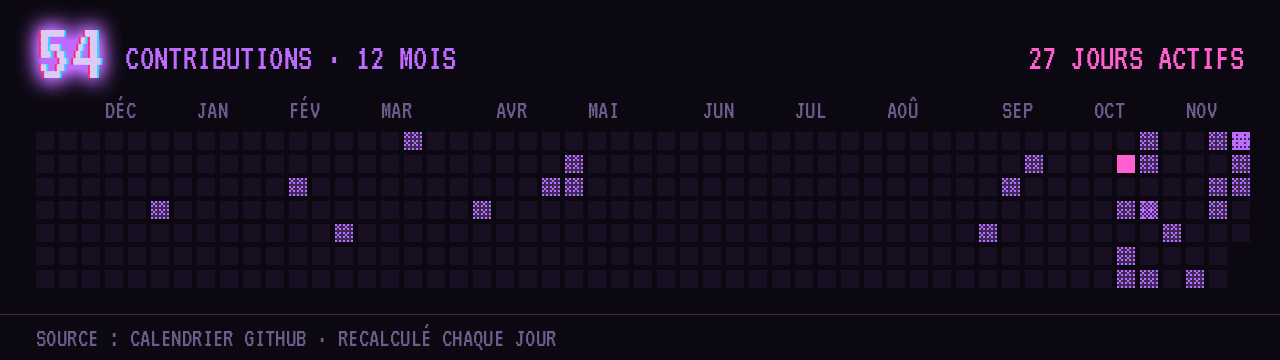 54 CONTRIBUTIONS · 12 MOIS 27 JOURS ACTIFS
DÉC JAN FÉV MAR AVR MAI JUN JUL AOÛ SEP OCT NOV
SOURCE : CALENDRIER GITHUB · RECALCULÉ CHAQUE JOUR